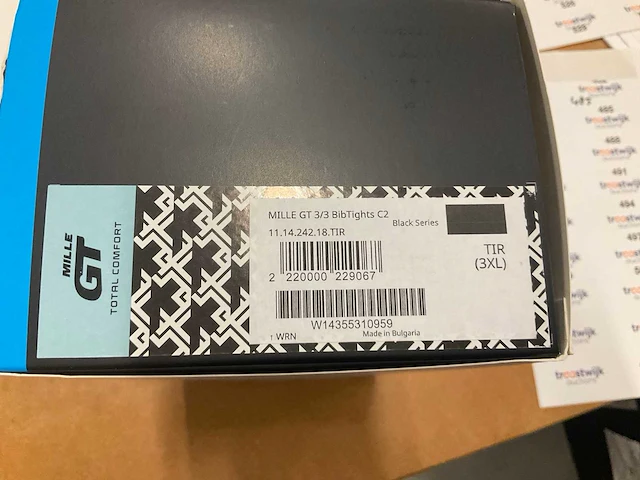 MILLE
GT
TOTAL COMFORT
MILLE GT 3/3 BibTights C2
Black Series
11.14.242.18.TIR
TIR
(3XL)
2 220000 229067
W14355310959
↑ WRN
Made in Bulgaria
troostwijk
485
troostwijk
488
troostwijk
491
troostwijk
494
troostwijk
troostwijk